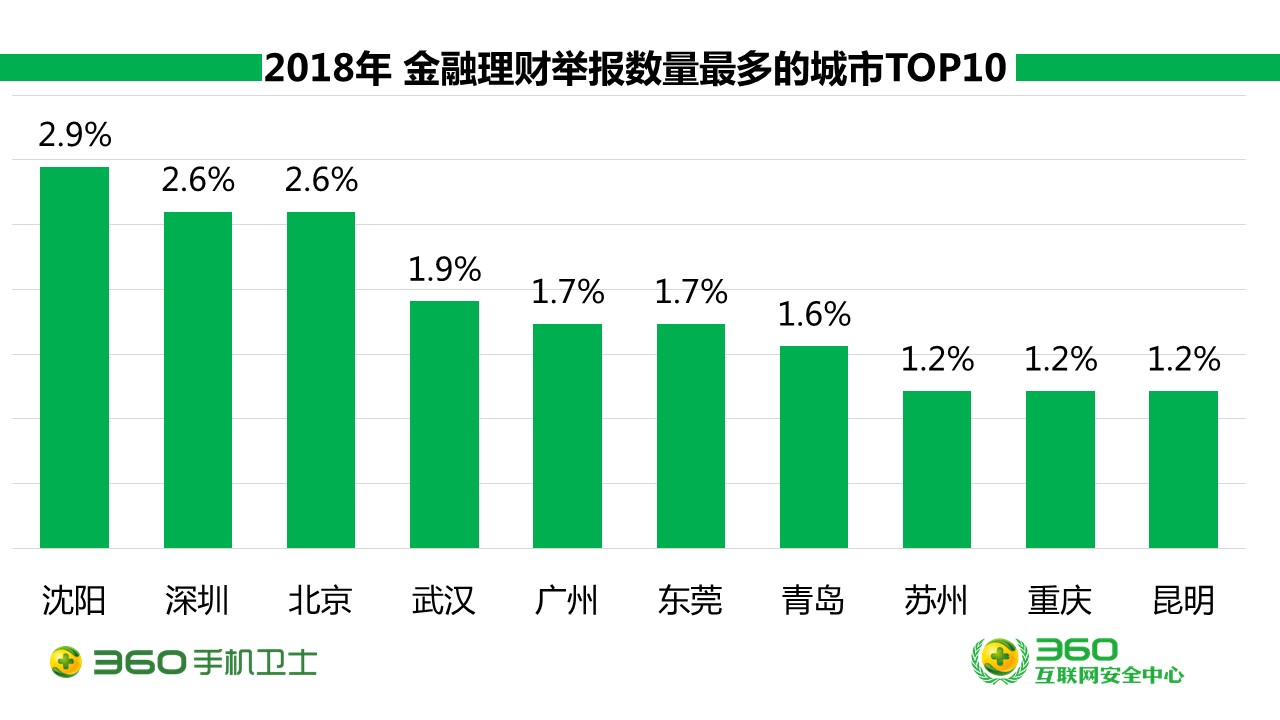 2018年 金融理财举报数量最多的城市TOP10
2.9%
2.6%
2.6%
1.9%
1.7%
1.7%
1.6%
1.2%
1.2%
1.2%
沈阳
深圳
北京
武汉
广州
东莞
青岛
苏州
重庆
昆明
360手机卫士
360
互联网安全中心